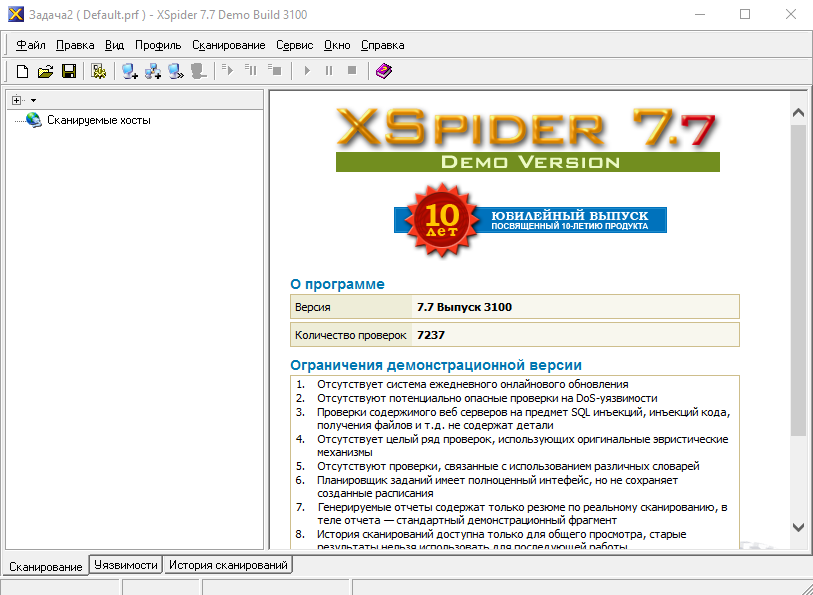 Задача2 ( Default.prf ) - XSpider 7.7 Demo Build 3100
Файл Правка Вид Профиль Сканирование Сервис Окно Справка
Сканируемые хосты
XSPIDER 7.7
DEMO VERSION
10 лет
ЮБИЛЕЙНЫЙ ВЫПУСК
ПОСВЯЩЕННЫЙ 10-ЛЕТИЮ ПРОДУКТА
О программе
Версия 7.7 Выпуск 3100
Количество проверок 7237
Ограничения демонстрационной версии
1. Отсутствует система ежедневного онлайнового обновления
2. Отсутствуют потенциально опасные проверки на DoS-уязвимости
3. Проверки содержимого веб серверов на предмет SQL инъекций, инъекций кода,
получения файлов и т.д. не содержат детали
4. Отсутствует целый ряд проверок, использующих оригинальные эвристические
механизмы
5. Отсутствуют проверки, связанные с использованием различных словарей
6. Планировщик заданий имеет полноценный интефейс, но не сохраняет
созданные расписания
7. Генерируемые отчеты содержат только резюме по реальному сканированию, в
теле отчета — стандартный демонстрационный фрагмент
8. История сканирований доступна только для общего просмотра, старые
результаты нельзя использовать для последующей работы
Сканирование Уязвимости История сканирований